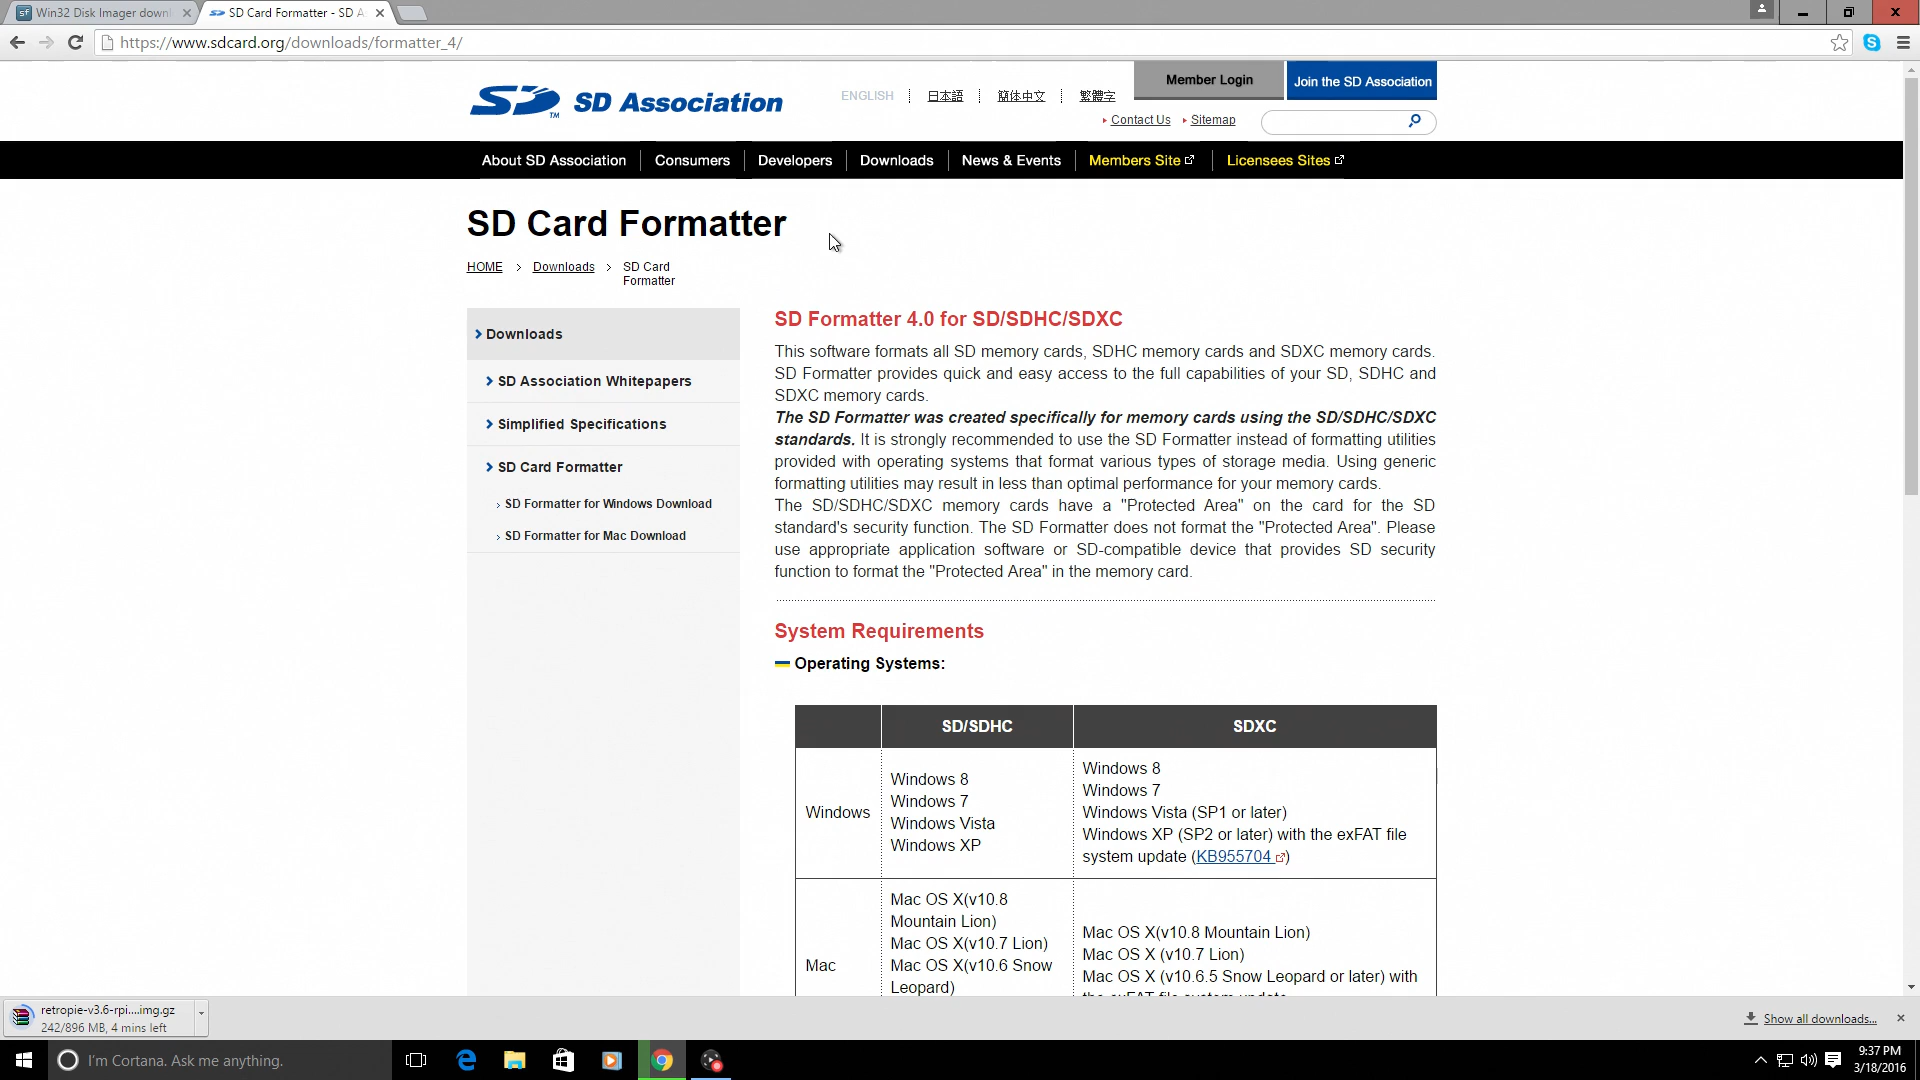 Win32 Disk Imager downl
SD Card Formatter - SD A
https://www.sdcard.org/downloads/formatter_4/
SD TM SD Association
ENGLISH
日本語
簡体中文
繁體字
Member Login
Join the SD Association
Contact Us
Sitemap
About SD Association
Consumers
Developers
Downloads
News & Events
Members Site
Licensees Sites
SD Card Formatter
HOME
Downloads
SD Card
Formatter
Downloads
SD Association Whitepapers
Simplified Specifications
SD Card Formatter
SD Formatter for Windows Download
SD Formatter for Mac Download
SD Formatter 4.0 for SD/SDHC/SDXC
This software formats all SD memory cards, SDHC memory cards and SDXC memory cards.
SD Formatter provides quick and easy access to the full capabilities of your SD, SDHC and
SDXC memory cards.
The SD Formatter was created specifically for memory cards using the SD/SDHC/SDXC
standards. It is strongly recommended to use the SD Formatter instead of formatting utilities
provided with operating systems that format various types of storage media. Using generic
formatting utilities may result in less than optimal performance for your memory cards.
The SD/SDHC/SDXC memory cards have a "Protected Area" on the card for the SD
standard's security function. The SD Formatter does not format the "Protected Area". Please
use appropriate application software or SD-compatible device that provides SD security
function to format the "Protected Area" in the memory card.
System Requirements
Operating Systems:
SD/SDHC
SDXC
Windows
Windows 8
Windows 7
Windows Vista
Windows XP
Windows 8
Windows 7
Windows Vista (SP1 or later)
Windows XP (SP2 or later) with the exFAT file
system update (KB955704)
Mac
Mac OS X(v10.8
Mountain Lion)
Mac OS X(v10.7 Lion)
Mac OS X(v10.6 Snow
Leopard)
Mac OS X(v10.8 Mountain Lion)
Mac OS X (v10.7 Lion)
Mac OS X (v10.6.5 Snow Leopard or later) with
the exFAT file system update
retropie-v3.6-rpi....img.gz
242/896 MB, 4 mins left
Show all downloads...
I'm Cortana. Ask me anything.
9:37 PM
3/18/2016